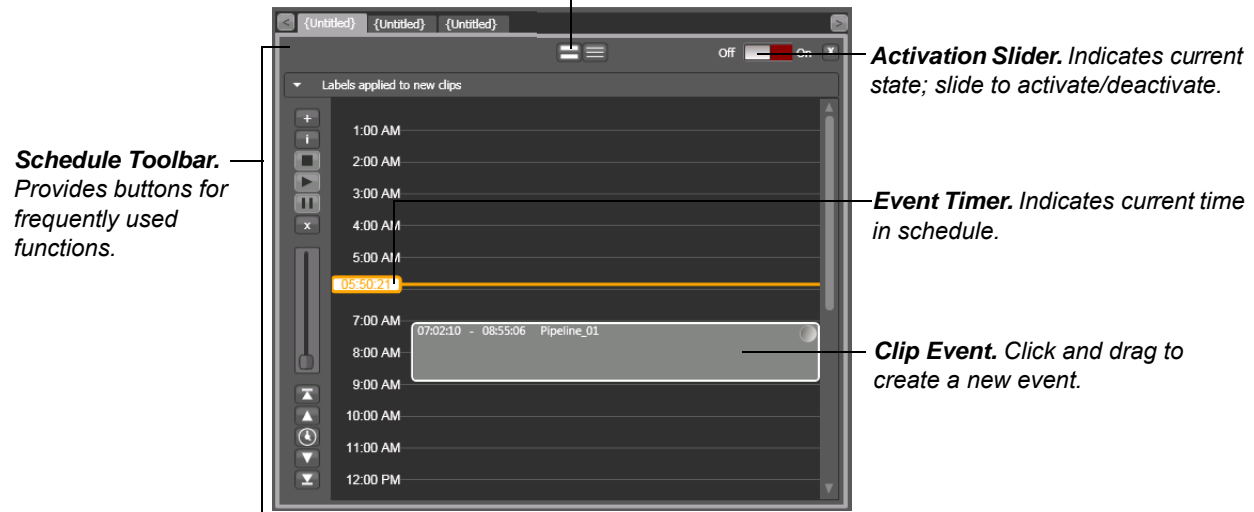 {Untitled} {Untitled} {Untitled}
Off On X
Labels applied to new clips
Activation Slider. Indicates current
state; slide to activate/deactivate.
Schedule Toolbar.
Provides buttons for
frequently used
functions.
+
i
x
1:00 AM
2:00 AM
3:00 AM
4:00 AM
5:00 AM
05:50:21
7:00 AM
8:00 AM
9:00 AM
10:00 AM
11:00 AM
12:00 PM
07:02:10 - 08:55:06 Pipeline_01
Event Timer. Indicates current time
in schedule.
Clip Event. Click and drag to
create a new event.